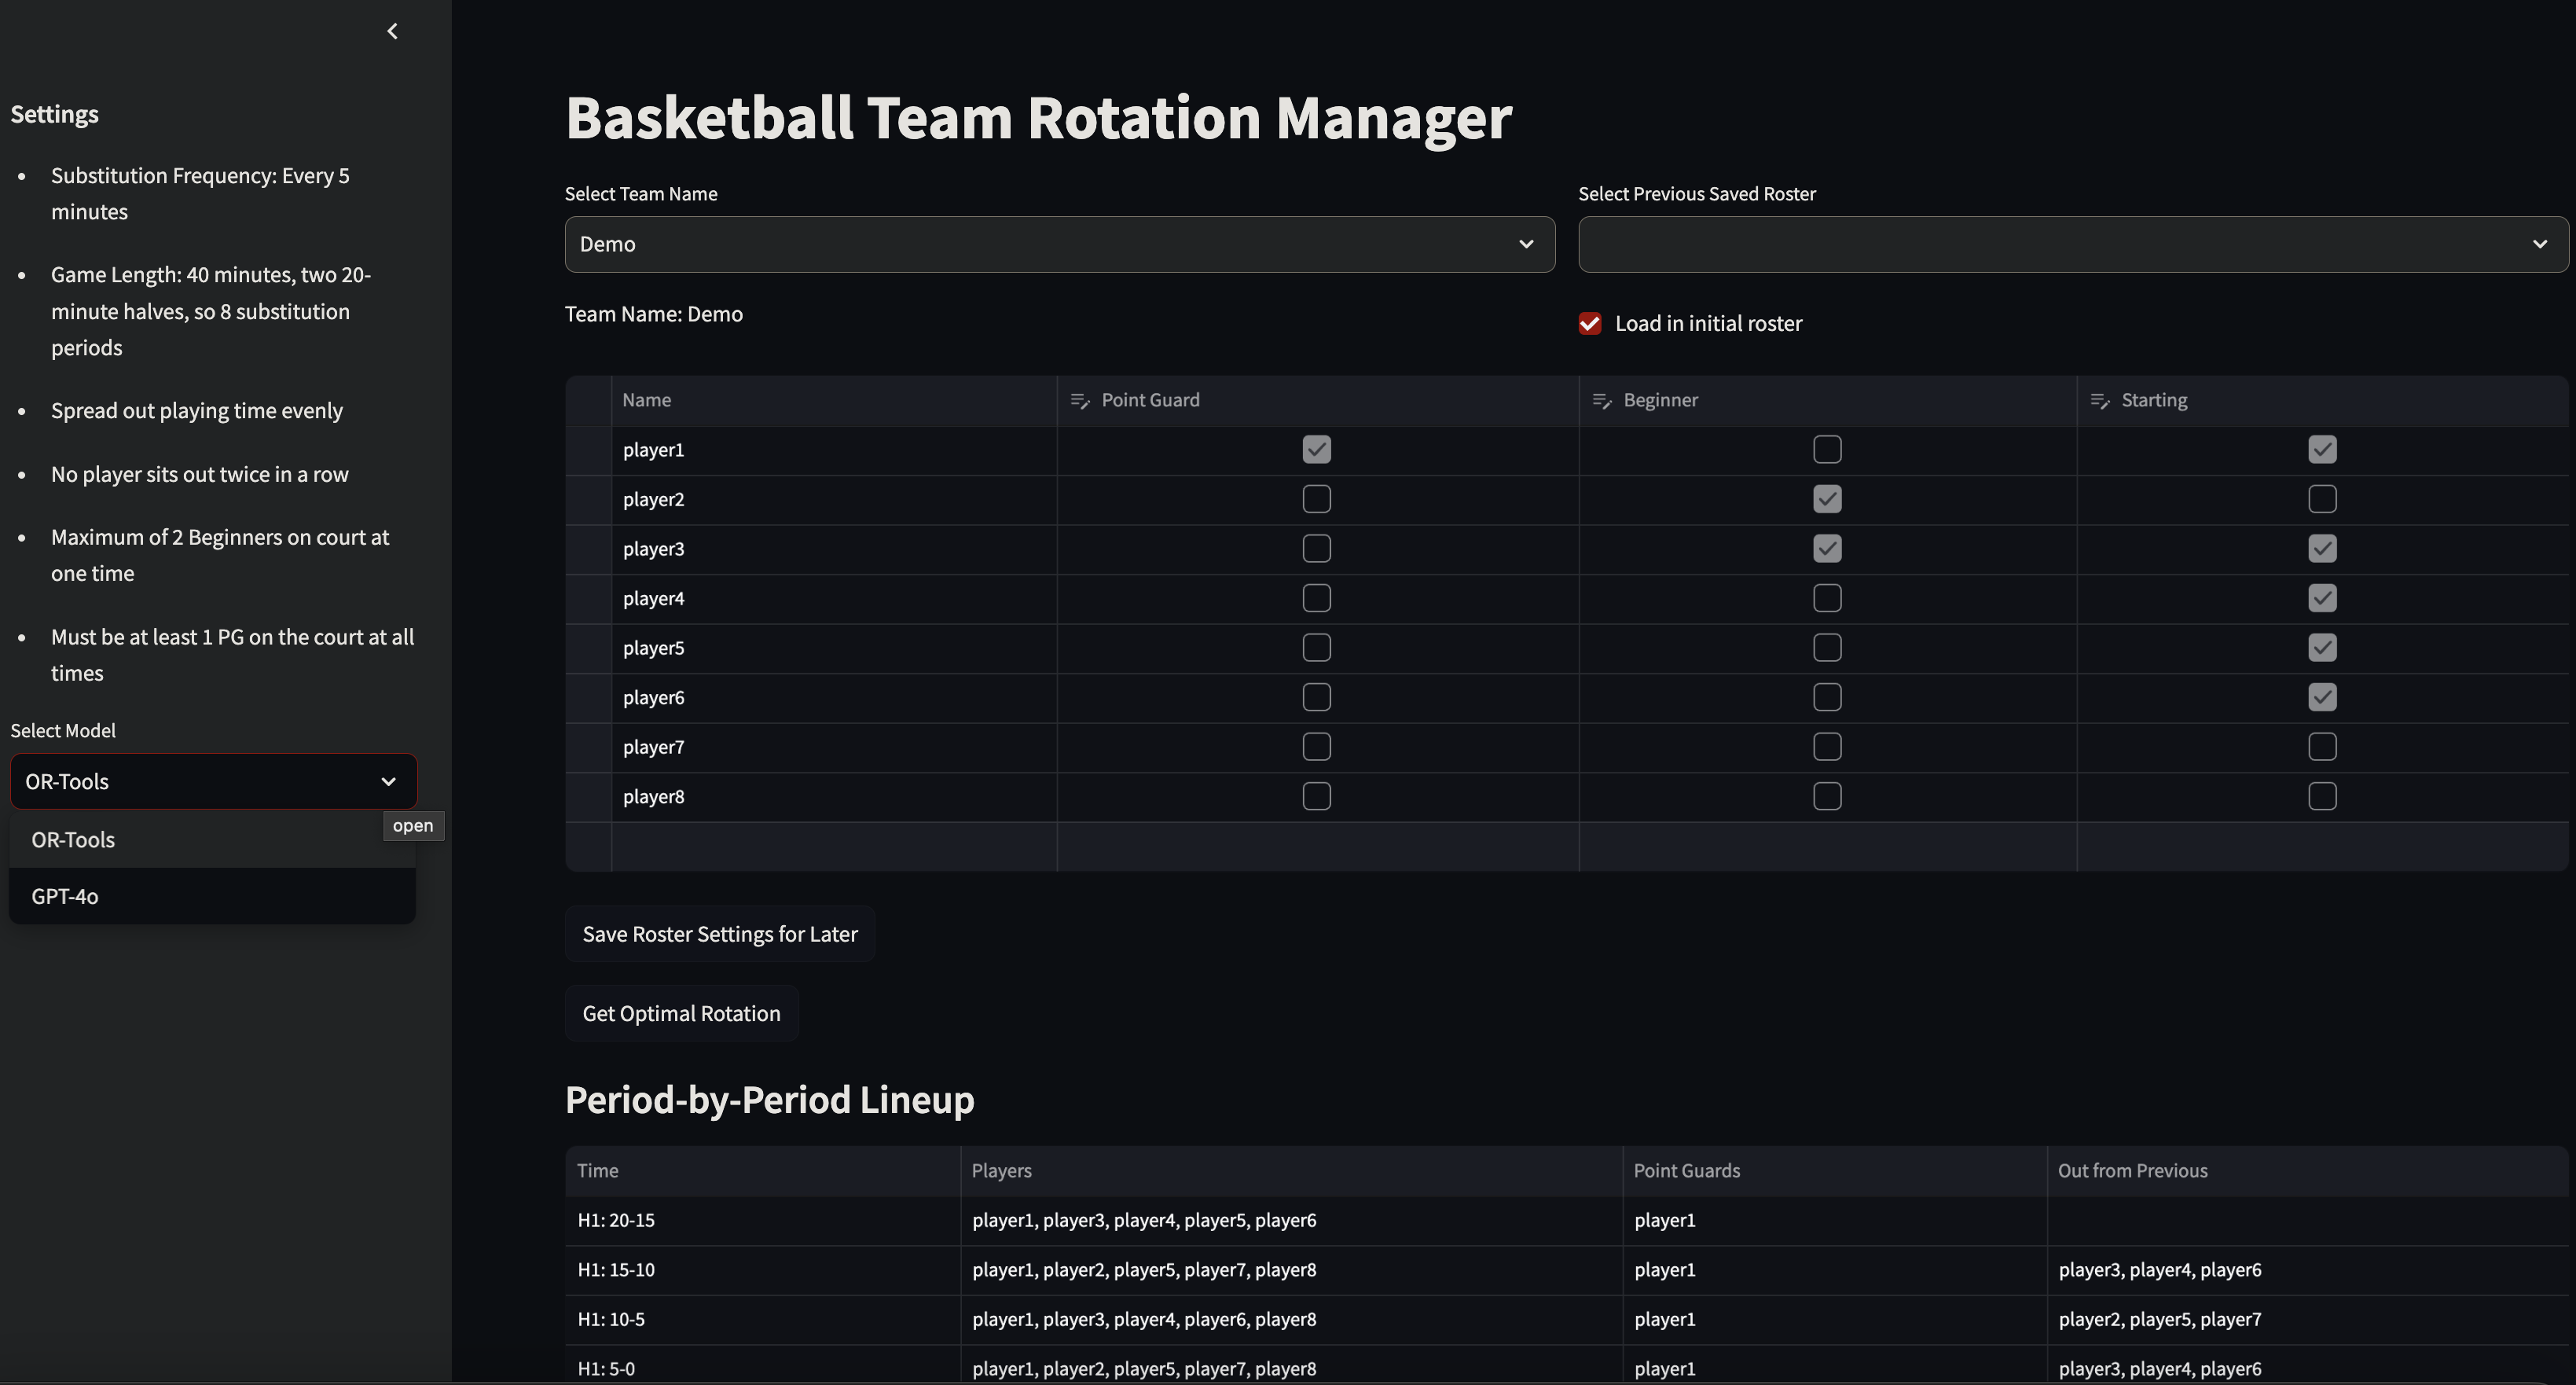 Settings
• Substitution Frequency: Every 5
minutes
• Game Length: 40 minutes, two 20-
minute halves, so 8 substitution
periods
• Spread out playing time evenly
• No player sits out twice in a row
• Maximum of 2 Beginners on court at
one time
• Must be at least 1 PG on the court at all
times
Select Model
OR-Tools
open
OR-Tools
GPT-4o
Basketball Team Rotation Manager
Select Team Name
Demo
Select Previous Saved Roster
Team Name: Demo
Load in initial roster
Name Point Guard Beginner Starting
player1
player2
player3
player4
player5
player6
player7
player8
Save Roster Settings for Later
Get Optimal Rotation
Period-by-Period Lineup
Time Players Point Guards Out from Previous
H1: 20-15 player1, player3, player4, player5, player6 player1
H1: 15-10 player1, player2, player5, player7, player8 player1 player3, player4, player6
H1: 10-5 player1, player3, player4, player6, player8 player1 player2, player5, player7
H1: 5-0 player1, player2, player5, player7, player8 player1 player3, player4, player6